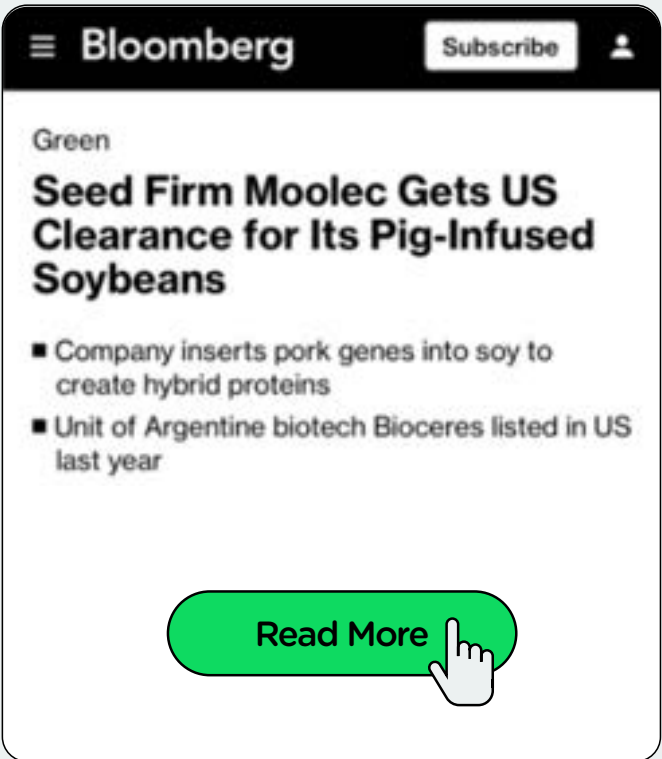 Bloomberg
Subscribe
Green
Seed Firm Moolec Gets US
Clearance for Its Pig-Infused
Soybeans
Company inserts pork genes into soy to
create hybrid proteins
Unit of Argentine biotech Bioceres listed in US
last year
Read More